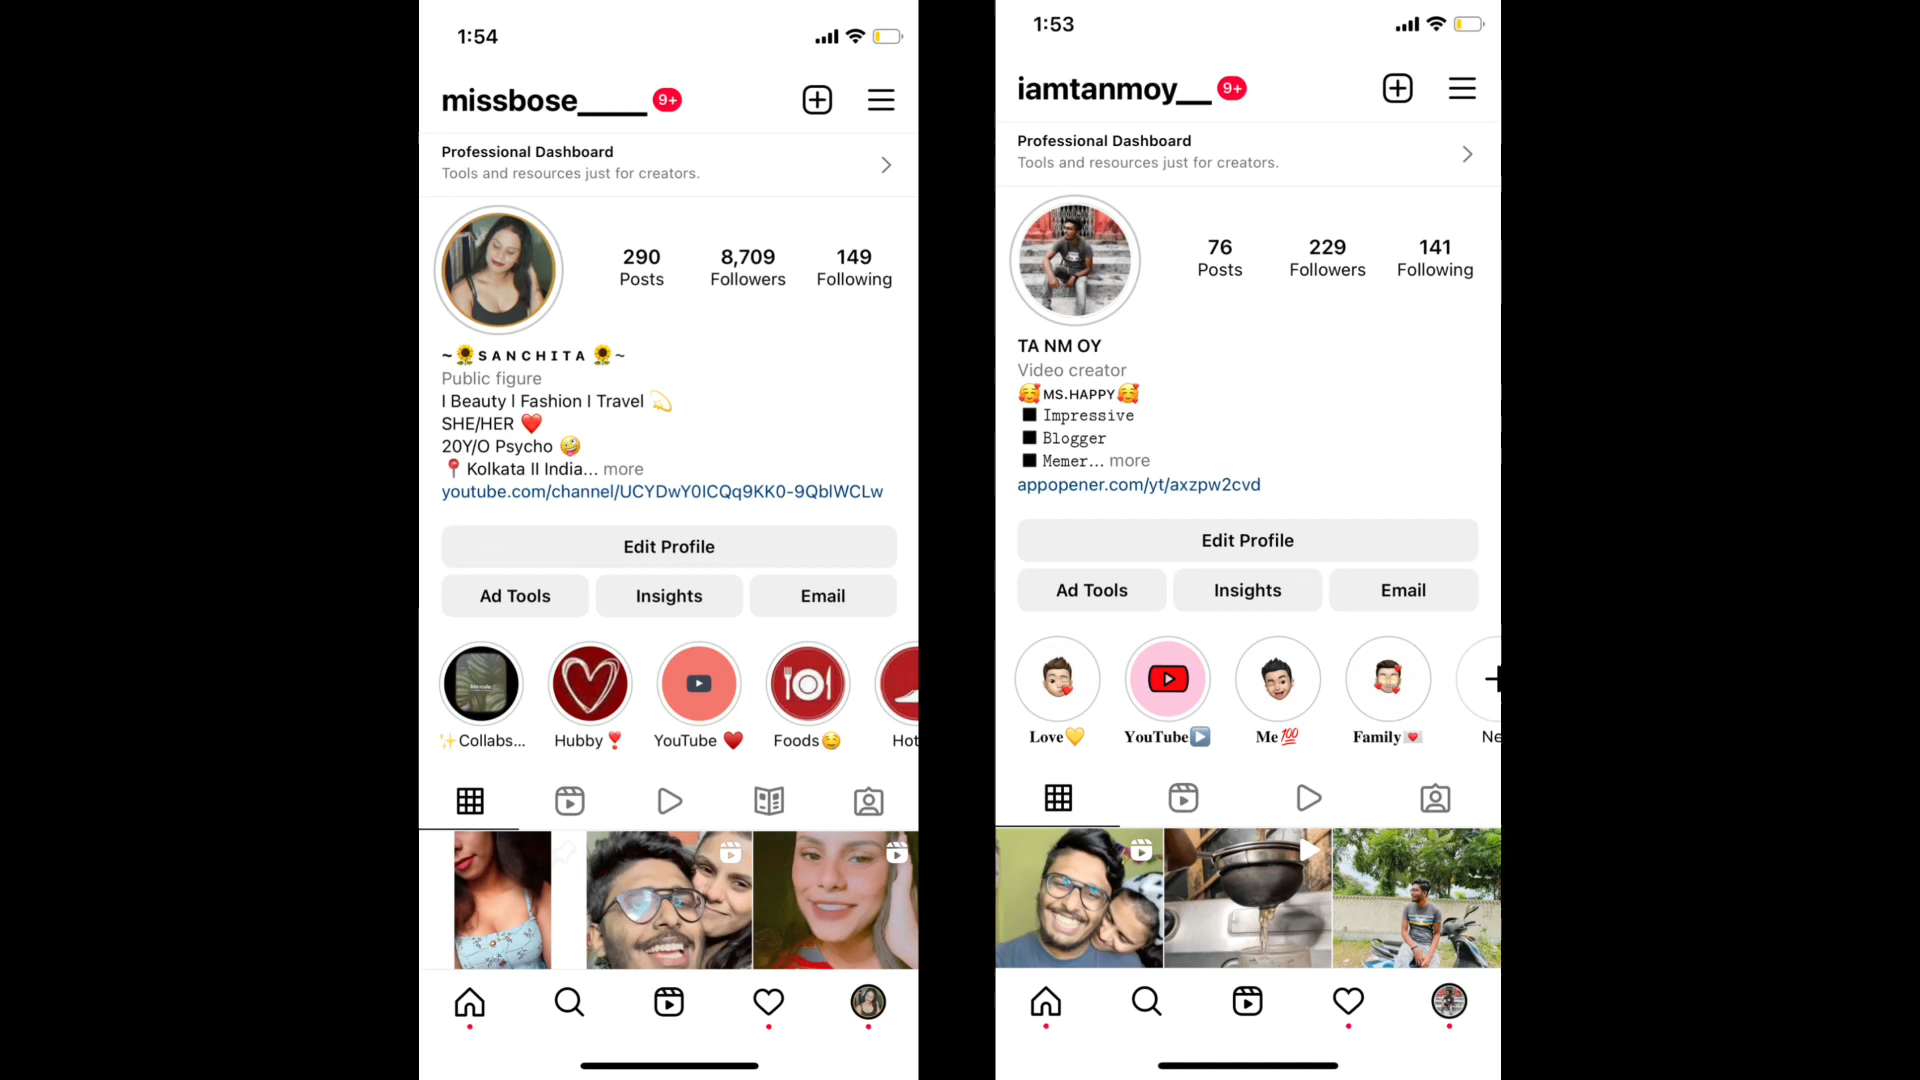 1:54
missbose_____ 9+
Professional Dashboard
Tools and resources just for creators.
290 8,709 149
Posts Followers Following
~🌻SANCHITA🌻~
Public figure
I Beauty I Fashion I Travel 💫
SHE/HER ❤️
20Y/O Psycho 🤪
📍 Kolkata II India... more
youtube.com/channel/UCYDwY0ICQq9KK0-9QblWCLw
Edit Profile
Ad Tools Insights Email
✨Collabs... Hubby❣️ YouTube ♥️ Foods☺️ Hot
1:53
iamtanmoy__ 9+
Professional Dashboard
Tools and resources just for creators.
76 229 141
Posts Followers Following
TA NM OY
Video creator
🥰MS.HAPPY🥰
⬛ Impressive
⬛ Blogger
⬛ Memer... more
appopener.com/yt/axzpw2cvd
Edit Profile
Ad Tools Insights Email
Love💛 YouTube▶️ Me💯 Family💌 Ne